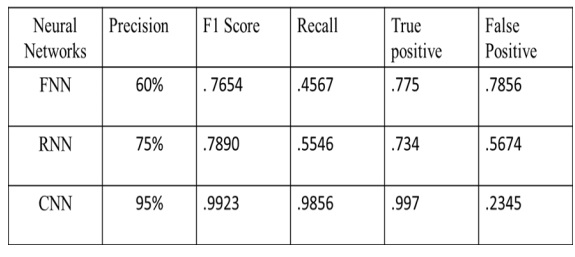 Neural Networks Precision F1 Score Recall True positive False Positive
FNN 60% . 7654 .4567 .775 .7856
RNN 75% .7890 .5546 .734 .5674
CNN 95% .9923 .9856 .997 .2345